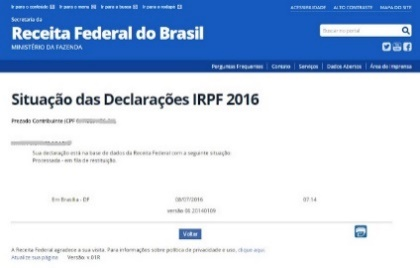 Ir para o conteúdo 1 Ir para o menu 2 Ir para a busca 3 Ir para o rodapé 4 ACESSIBILIDADE ALTO CONTRASTE MAPA DO SITE
Secretaria da
Receita Federal do Brasil
MINISTÉRIO DA FAZENDA
Buscar no portal
Perguntas Frequentes Contato Serviços Dados Abertos Área de Imprensa
Situação das Declarações IRPF 2016
Prezado Contribuinte (CPF
Sua declaração está na base de dados da Receita Federal com a seguinte situação
Processada - em fila de restituição
Em Brasília - DF 08/07/2016 07:14
Voltar
A Receita Federal agradece a sua visita. Para informações sobre política de privacidade e uso, clique aqui.
Atualize sua página Versão: v.01R